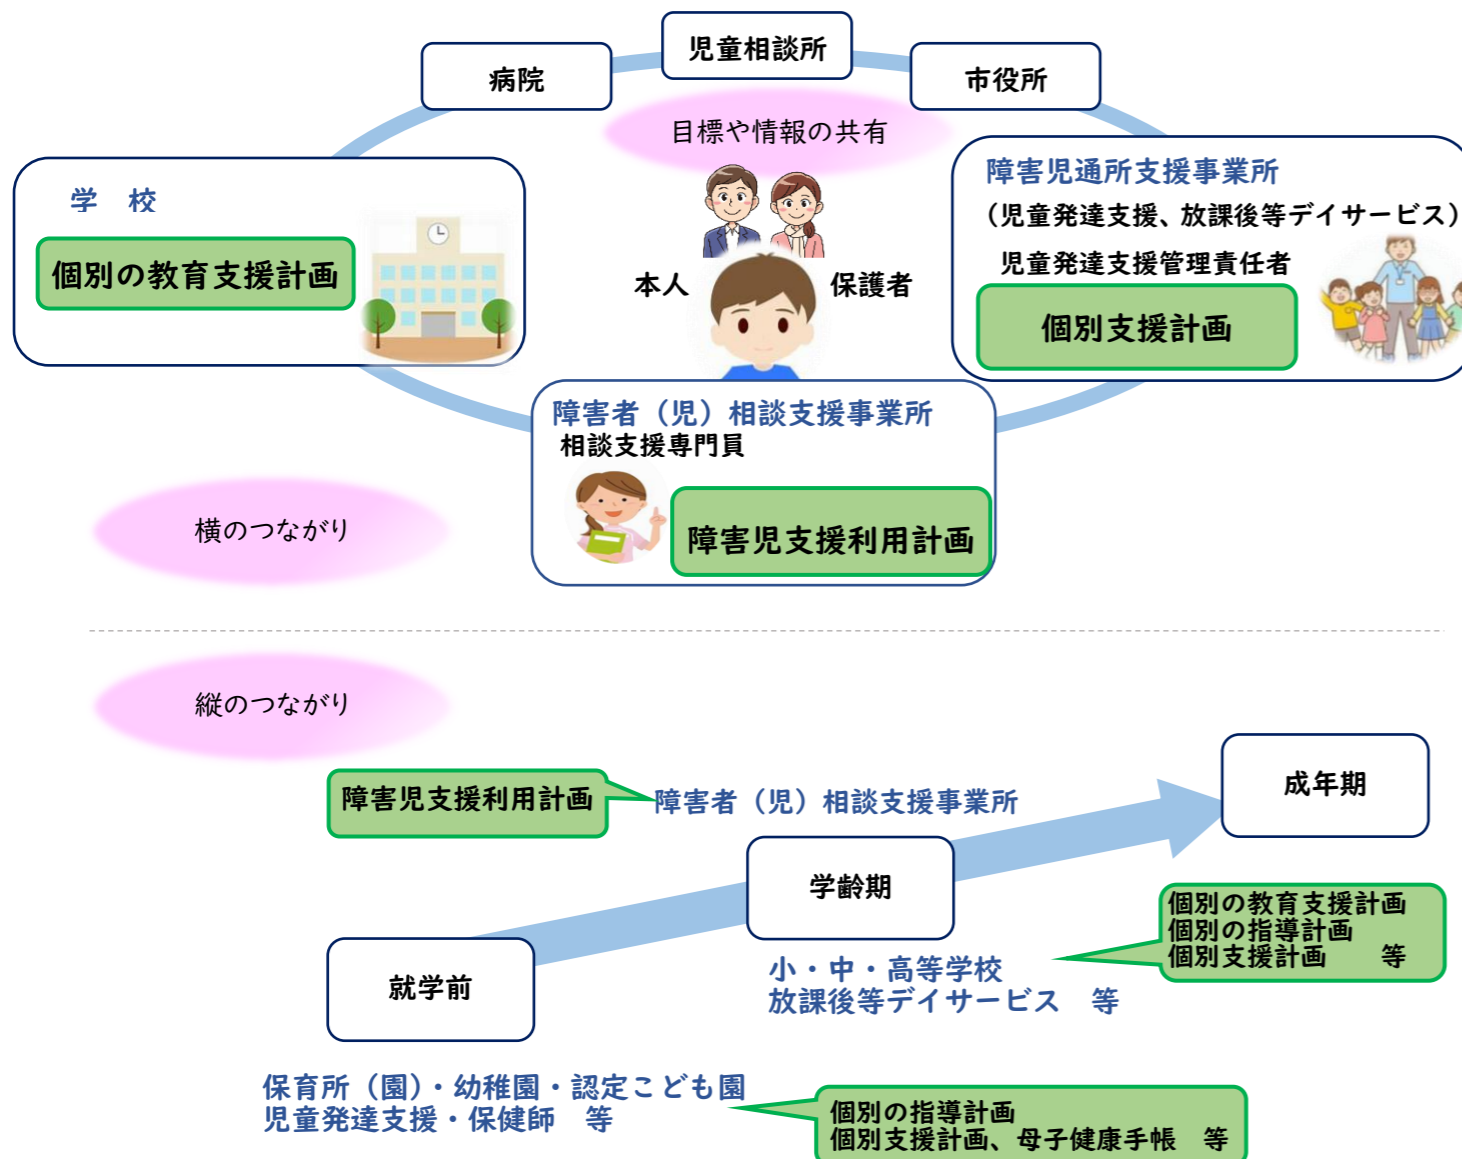 児童相談所
病院
市役所
目標や情報の共有
学　校
個別の教育支援計画
本人
保護者
障害児通所支援事業所
（児童発達支援、放課後等デイサービス）
児童発達支援管理責任者
個別支援計画
障害者（児）相談支援事業所
相談支援専門員
障害児支援利用計画
横のつながり
縦のつながり
障害児支援利用計画
障害者（児）相談支援事業所
成年期
学齢期
個別の教育支援計画
個別の指導計画
個別支援計画　　等
小・中・高等学校
放課後等デイサービス　等
就学前
保育所（園）・幼稚園・認定こども園
児童発達支援・保健師　等
個別の指導計画
個別支援計画、母子健康手帳　等